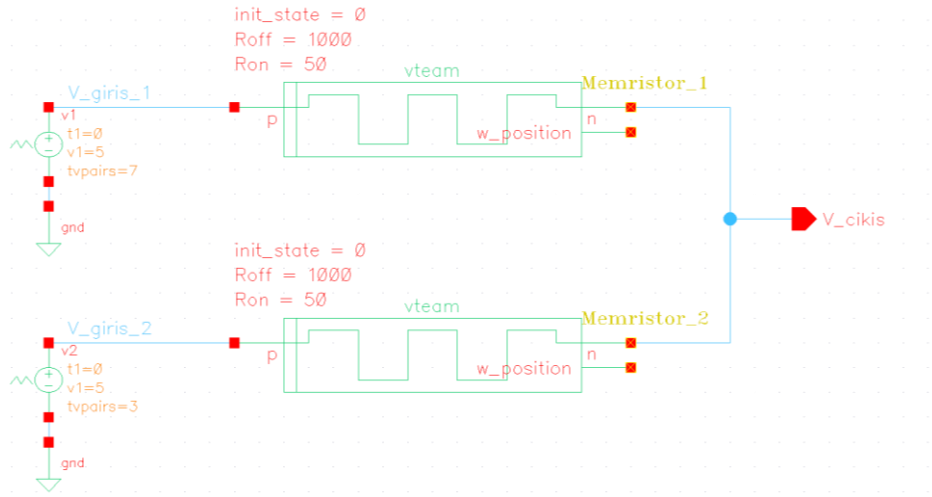 init_state = 0
Roff = 1000
Ron = 50
vteam
Memristor_1
V_giris_1
v1
t1=0
v1=5
tvpairs=7
p
n
w_position
gnd
V_cikis
init_state = 0
Roff = 1000
Ron = 50
vteam
Memristor_2
V_giris_2
v2
t1=0
v1=5
tvpairs=3
p
n
w_position
gnd